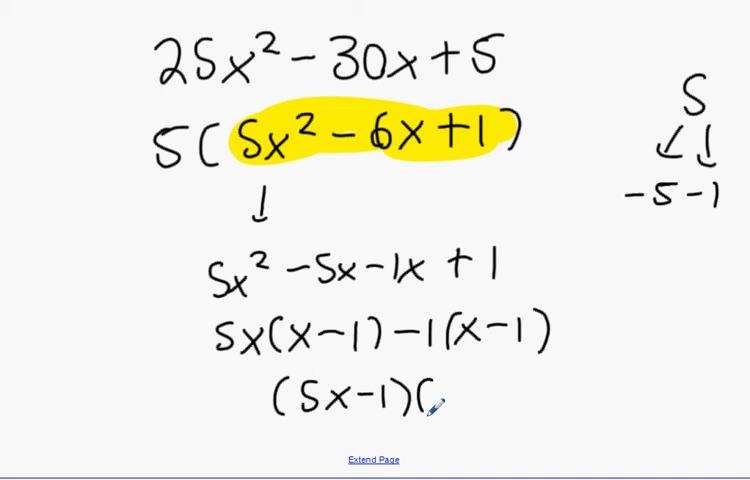 25x² - 30x + 5
5(5x² - 6x + 1)
5
-5 -1
5x² - 5x - 1x + 1
5x(x - 1) - 1(x - 1)
(5x - 1)(
Extend Page